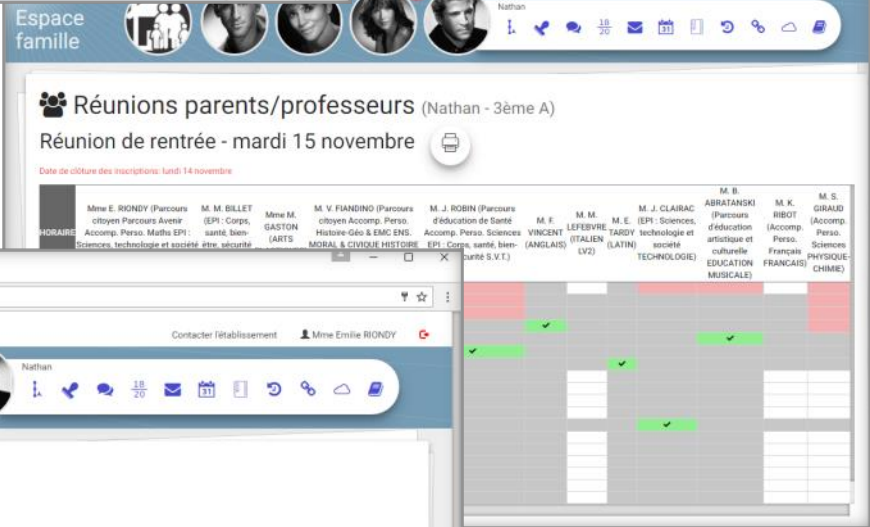 Espace
famille
Nathan
18
20
31
Réunions parents/professeurs (Nathan - 3ème A)
Réunion de rentrée - mardi 15 novembre
Date de clôture des inscriptions: lundi 14 novembre
HORAIRE
Mme E. RIONDY (Parcours
citoyen Parcours Avenir
Accomp. Perso. Maths EPI :
Sciences, technologie et société
M. M. BILLET
(EPI : Corps,
santé, bien-
être, sécurité
Mme M.
GASTON
(ARTS
M. V. FIANDINO (Parcours
citoyen Accomp. Perso.
Histoire-Géo & EMC ENS.
MORAL & CIVIQUE HISTOIRE
M. J. ROBIN (Parcours
d'éducation de Santé
Accomp. Perso. Sciences
EPI : Corps, santé, bien-
curité S.V.T.)
M. F.
VINCENT
(ANGLAIS)
M. M.
LEFEBVRE
(ITALIEN
LV2)
M. E.
TARDY
(LATIN)
M. J. CLAIRAC
(EPI : Sciences,
technologie et
société
TECHNOLOGIE)
M. B.
ABRATANSKI
(Parcours
d'éducation
artistique et
culturelle
EDUCATION
MUSICALE)
M. K.
RIBOT
(Accomp.
Perso.
Français
FRANCAIS)
M. S.
GIRAUD
(Accomp.
Perso.
Sciences
PHYSIQUE-
CHIMIE)
Contacter l'établissement
Mme Emilie RIONDY
Nathan
18
20
31